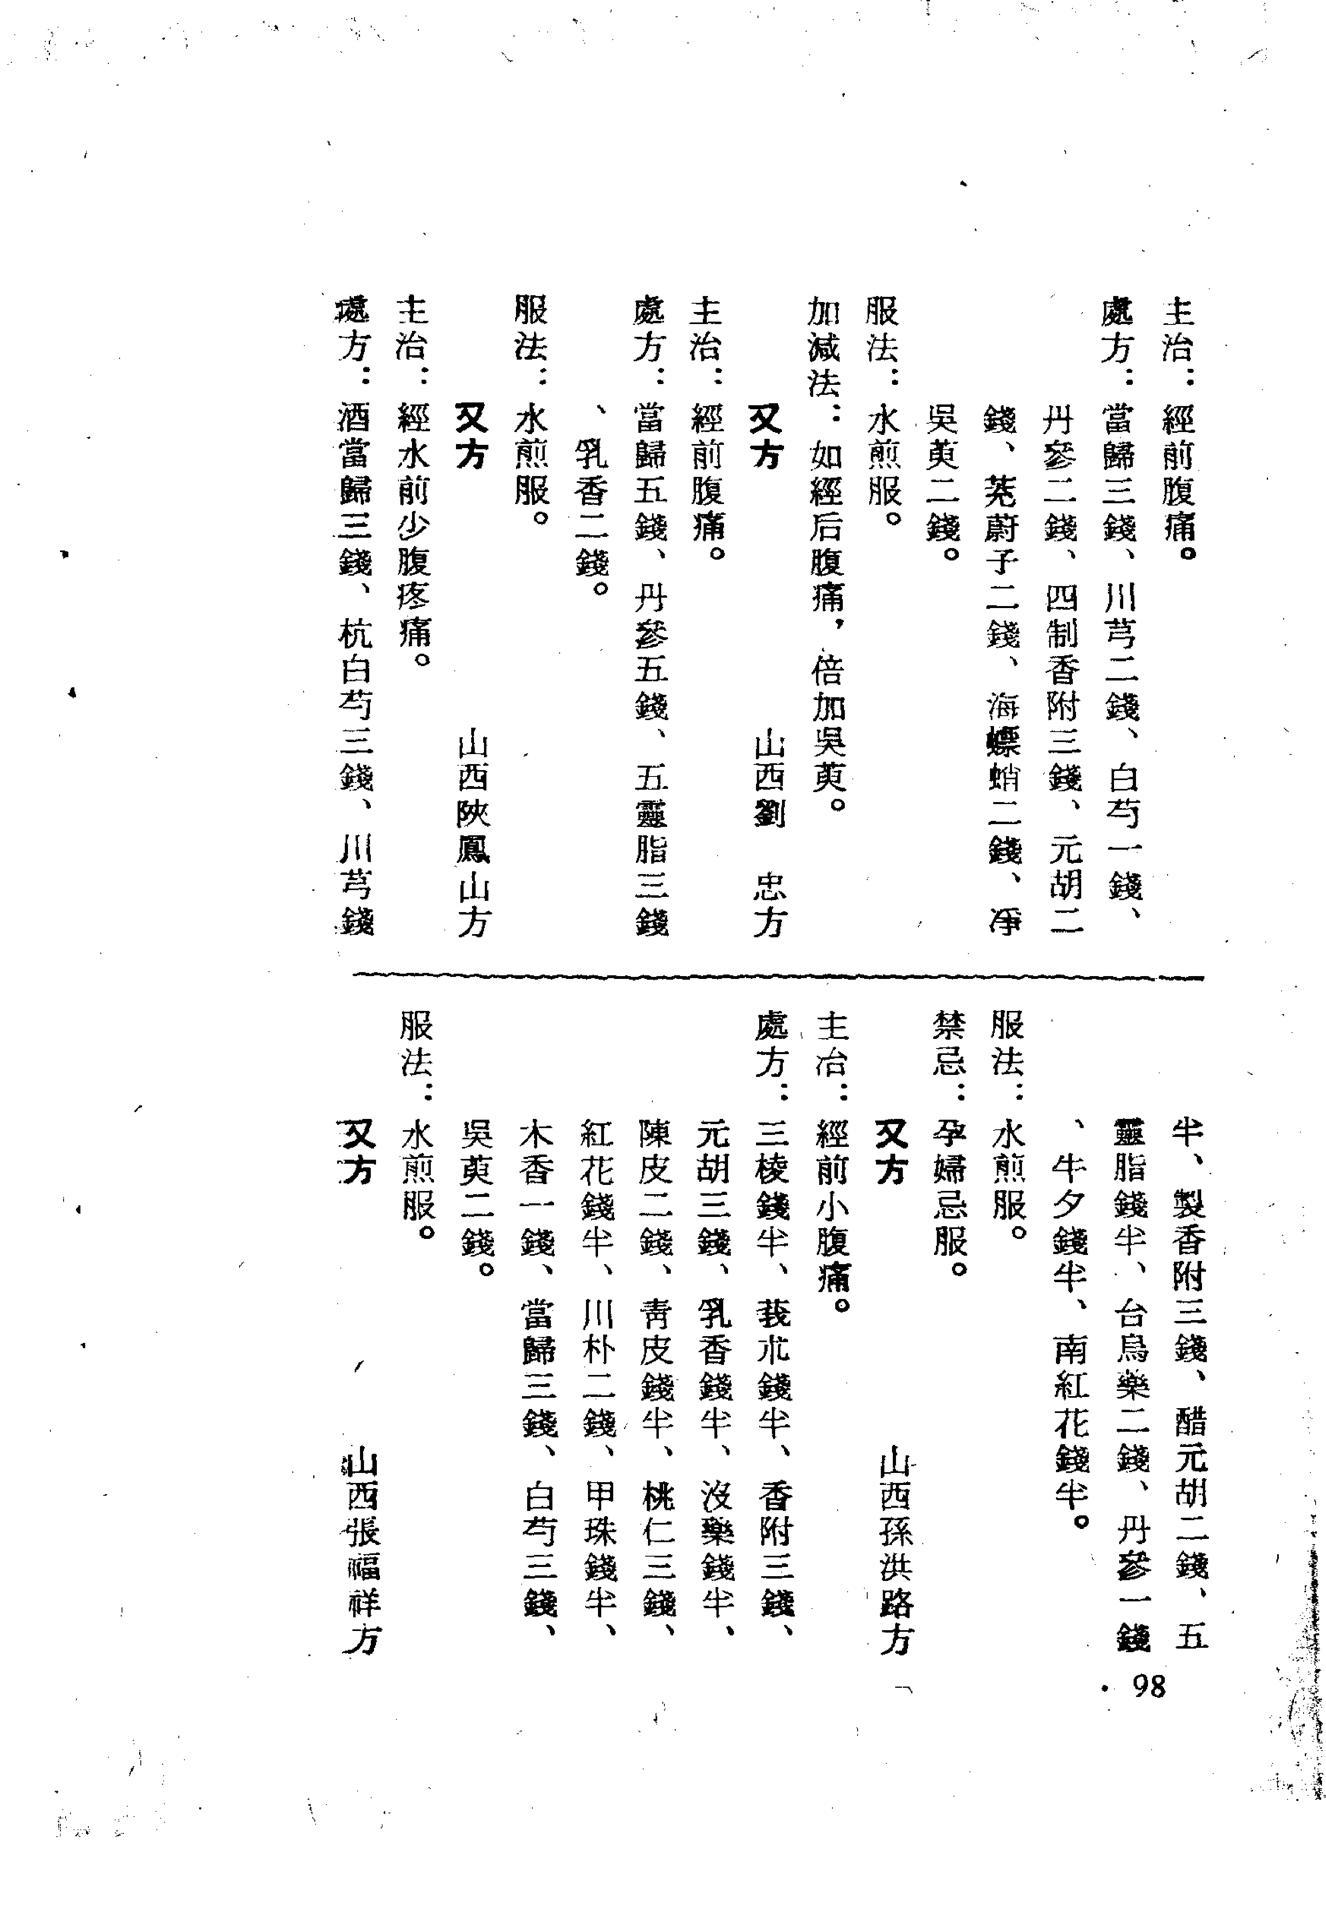 主治：經前腹痛。
處方：當歸三錢、川芎二錢、白芍一錢、
丹參二錢、四制香附三錢、元胡二
錢、茺蔚子二錢、海螵蛸二錢、凈
吳萸二錢。
服法：水煎服。
加減法：如經后腹痛，倍加吳萸。
又方　山西劉　忠方
主治：經前腹痛。
處方：當歸五錢、丹參五錢、五靈脂三錢
、乳香二錢。
服法：水煎服。
又方　山西陝鳳山方
主治：經水前少腹疼痛。
處方：酒當歸三錢、杭白芍三錢、川芎錢
半、製香附三錢、醋元胡二錢、五
靈脂錢半、台烏藥二錢、丹參一錢
、牛夕錢半、南紅花錢半。
服法：水煎服。
禁忌：孕婦忌服。
又方　山西孫洪路方
主治：經前小腹痛。
處方：三棱錢半、莪朮錢半、香附三錢、
元胡三錢、乳香錢半、沒藥錢半、
陳皮二錢、靑皮錢半、桃仁三錢、
紅花錢半、川朴二錢、甲珠錢半、
木香一錢、當歸三錢、白芍三錢、
吳萸二錢。
服法：水煎服。
又方　山西張福祥方
98